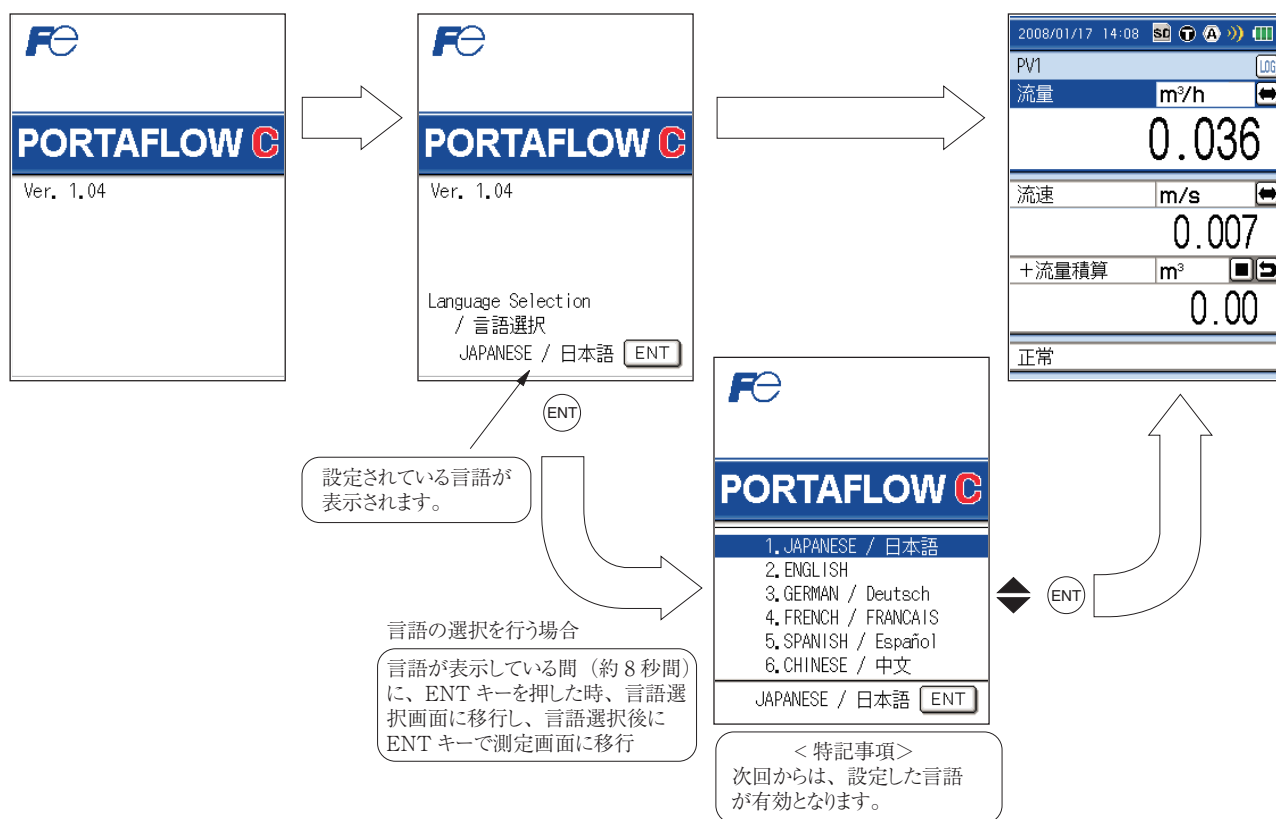 Fe
PORTAFLOW C
Ver. 1.04
Fe
PORTAFLOW C
Ver. 1.04
Language Selection
/ 言語選択
JAPANESE / 日本語 ENT
ENT
設定されている言語が
表示されます。
言語の選択を行う場合
言語が表示している間（約8秒間）
に、ENTキーを押した時、言語選
択画面に移行し、言語選択後に
ENTキーで測定画面に移行
Fe
PORTAFLOW C
1.JAPANESE / 日本語
2.ENGLISH
3.GERMAN / Deutsch
4.FRENCH / FRANCAIS
5.SPANISH / Español
6.CHINESE / 中文
JAPANESE / 日本語 ENT
ENT
＜特記事項＞
次回からは、設定した言語
が有効となります。
2008/01/17 14:08 SD T A
PV1 LOG
流量 m³/h
0.036
流速 m/s
0.007
＋流量積算 m³
0.00
正常